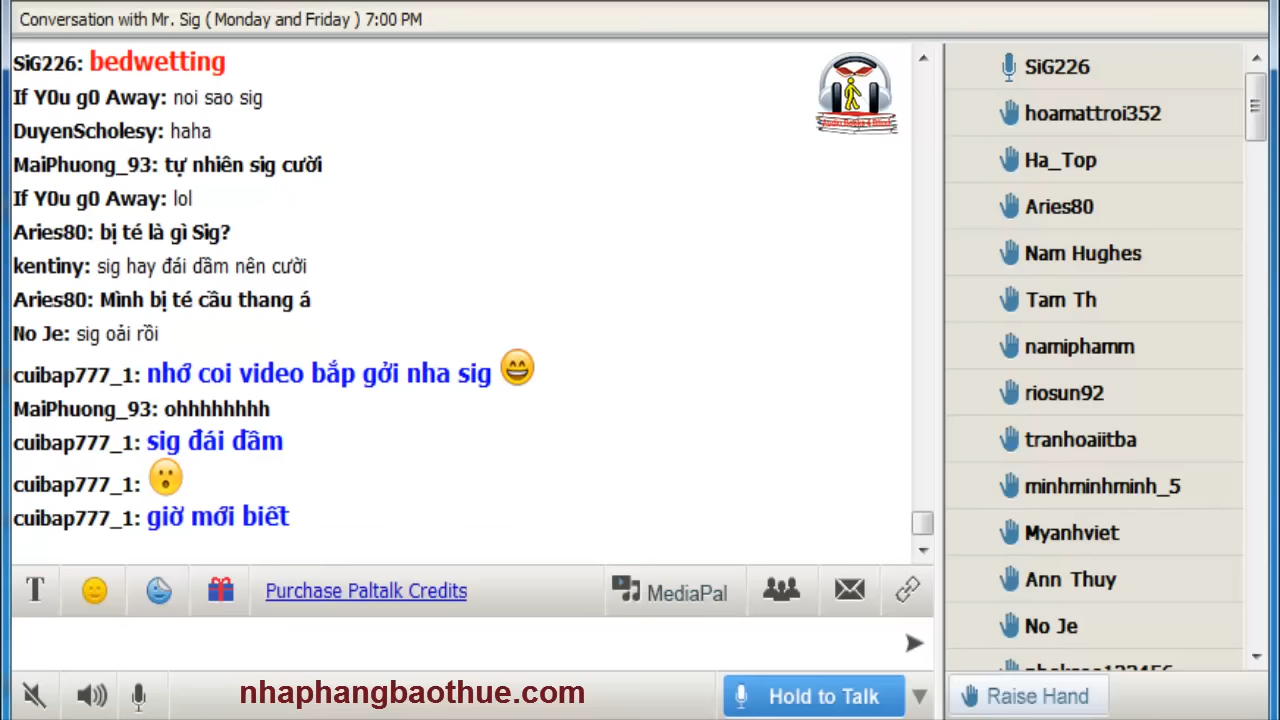 Conversation with Mr. Sig ( Monday and Friday ) 7:00 PM
SiG226: bedwetting
If Y0u g0 Away: noi sao sig
DuyenScholesy: haha
MaiPhuong_93: tự nhiên sig cười
If Y0u g0 Away: lol
Aries80: bị té là gì Sig?
kentiny: sig hay đái dầm nên cười
Aries80: Mình bị té cầu thang á
No Je: sig oải rồi
cuibap777_1: nhớ coi video bắp gởi nha sig
MaiPhuong_93: ohhhhhhhh
cuibap777_1: sig đái dầm
cuibap777_1:
cuibap777_1: giờ mới biết
Audio Books 4 Blind
T
Purchase Paltalk Credits
MediaPal
nhaphangbaothue.com
Hold to Talk
SiG226
hoamattroi352
Ha_Top
Aries80
Nam Hughes
Tam Th
namiphamm
riosun92
tranhoaiitba
minhminhminh_5
Myanhviet
Ann Thuy
No Je
Raise Hand